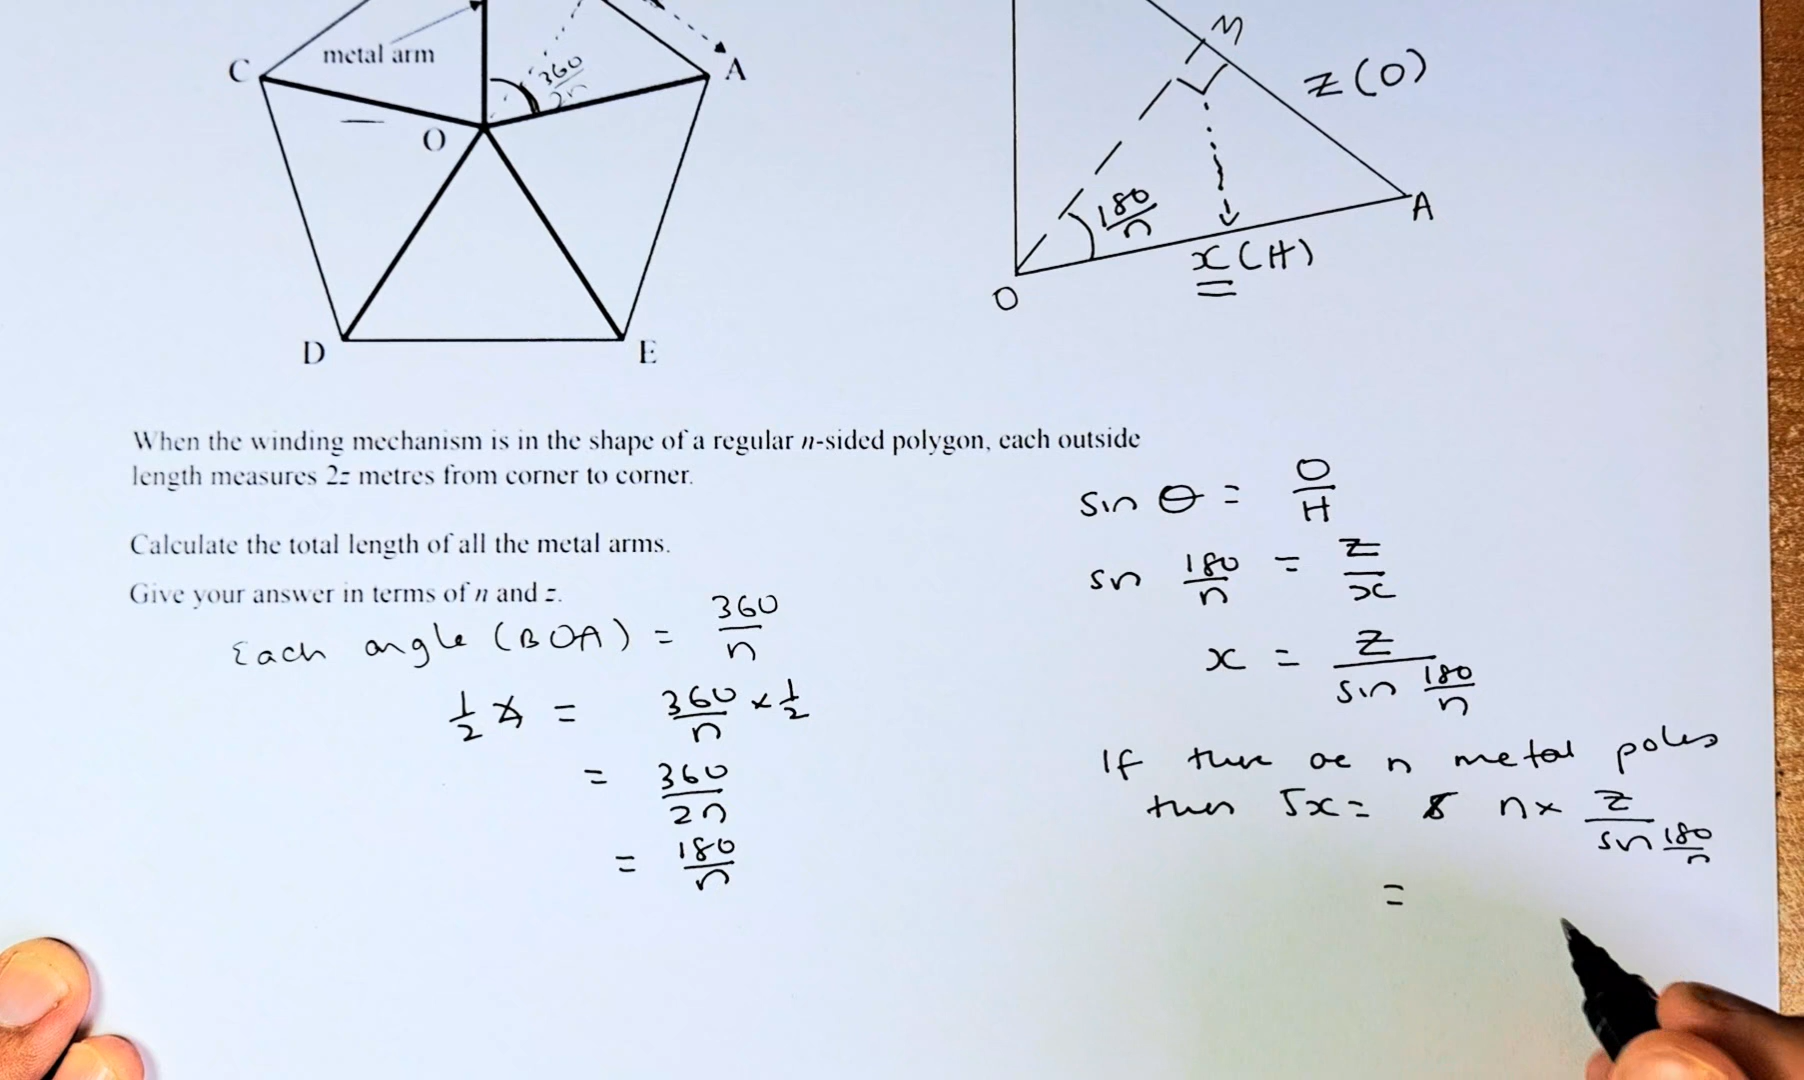 metal arm
C
A
360
2n
O
D
E
M
z (O)
180
n
x (H)
A
O
When the winding mechanism is in the shape of a regular n-sided polygon, each outside
length measures 2z metres from corner to corner.
Calculate the total length of all the metal arms.
Give your answer in terms of n and z.
Each angle (BOA) = 360/n
1/2 ∡ = 360/n × 1/2
= 360/2n
= 180/n
sin θ = O/H
sn 180/n = z/x
x = z / sin 180/n
If there are n metal poles
then 5x = n × z / sin 180/n
=